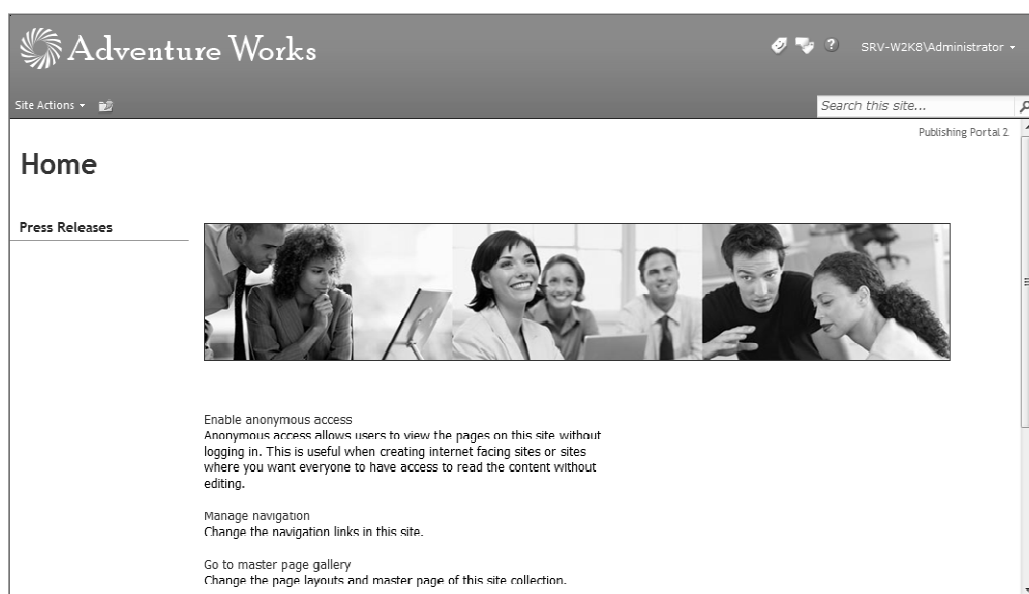 Adventure Works
SRV-W2K8\Administrator
Site Actions
Search this site...
Publishing Portal 2
Home
Press Releases
Enable anonymous access
Anonymous access allows users to view the pages on this site without
logging in. This is useful when creating internet facing sites or sites
where you want everyone to have access to read the content without
editing.
Manage navigation
Change the navigation links in this site.
Go to master page gallery
Change the page layouts and master page of this site collection.